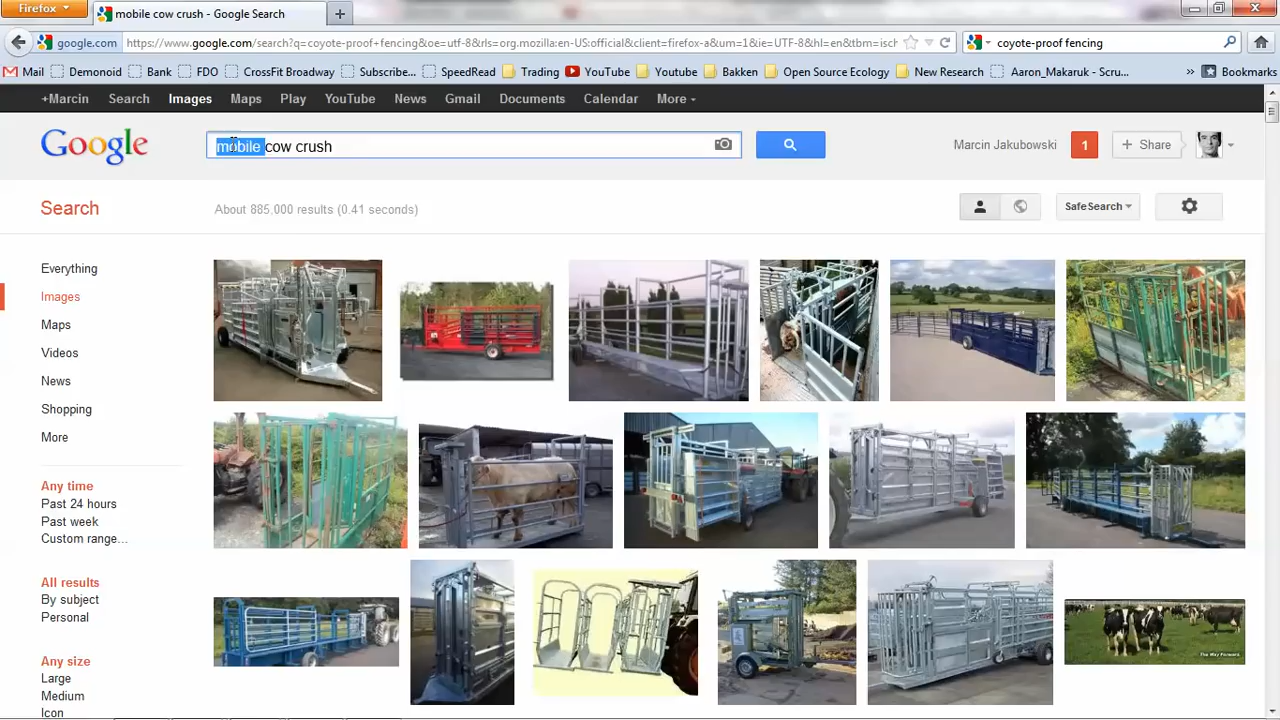 Firefox
mobile cow crush - Google Search
google.com
https://www.google.com/search?q=coyote-proof+fencing&oe=utf-8&rls=org.mozilla:en-US:official&client=firefox-a&um=1&ie=UTF-8&hl=en&tbm=isch
coyote-proof fencing
Mail Demonoid Bank FDO CrossFit Broadway Subscribe... SpeedRead Trading YouTube Youtube Bakken Open Source Ecology New Research Aaron_Makaruk - Scru... » Bookmarks
+Marcin Search Images Maps Play YouTube News Gmail Documents Calendar More
Google
mobile cow crush
Marcin Jakubowski 1 + Share
Search
About 885,000 results (0.41 seconds)
SafeSearch
Everything
Images
Maps
Videos
News
Shopping
More
Any time
Past 24 hours
Past week
Custom range...
All results
By subject
Personal
Any size
Large
Medium
Icon
The Way Forward